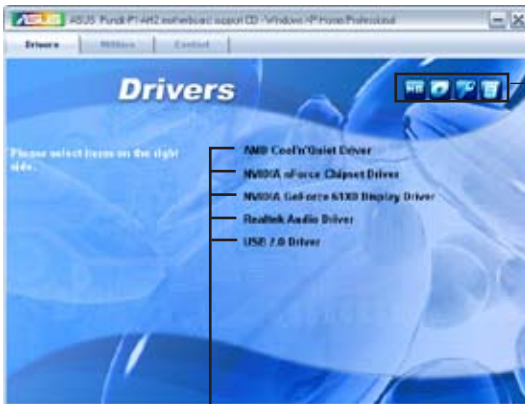 ASUS Pundit P1-AH2 motherboard support CD - Windows XP Home/Professional
Drivers Utilities Contact
Drivers
Please select items on the right
side.
AMD Cool'n'Quiet Driver
NVIDIA nForce Chipset Driver
NVIDIA GeForce 61X0 Display Driver
Realtek Audio Driver
USB 2.0 Driver